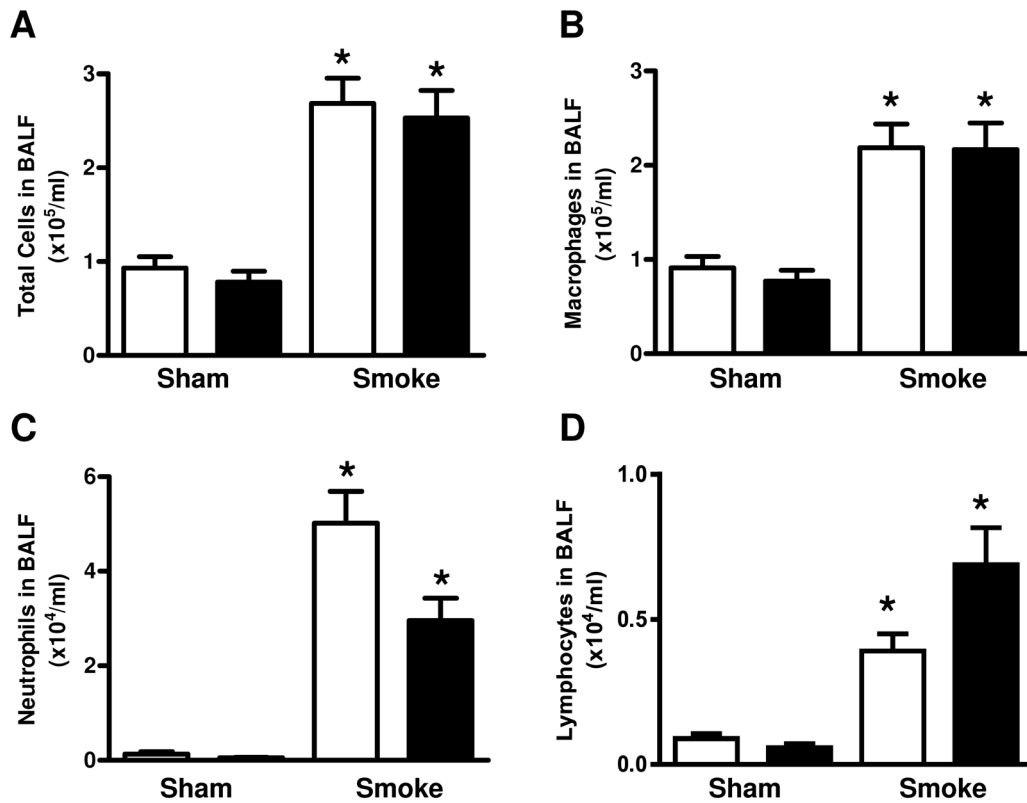 A
Total Cells in BALF
(x10⁵/ml)
3
2
1
0
*
*
Sham
Smoke
B
Macrophages in BALF
(x10⁵/ml)
3
2
1
0
*
*
Sham
Smoke
C
Neutrophils in BALF
(x10⁴/ml)
6
4
2
0
*
*
Sham
Smoke
D
Lymphocytes in BALF
(x10⁴/ml)
1.0
0.5
0.0
*
*
Sham
Smoke